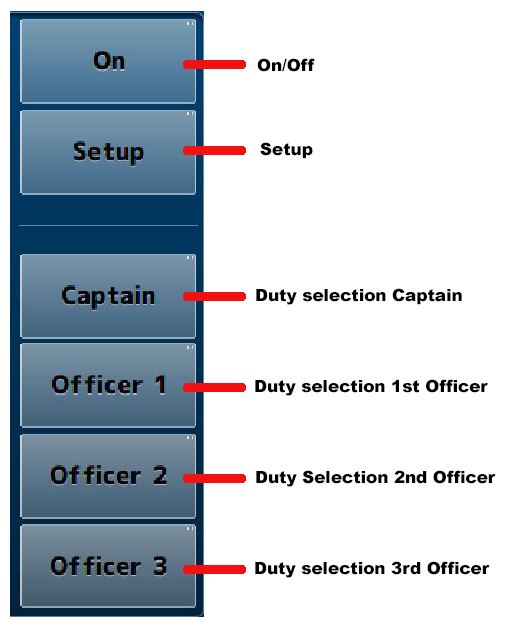 On
On/Off
Setup
Setup
Captain
Duty selection Captain
Officer 1
Duty selection 1st Officer
Officer 2
Duty Selection 2nd Officer
Officer 3
Duty selection 3rd Officer